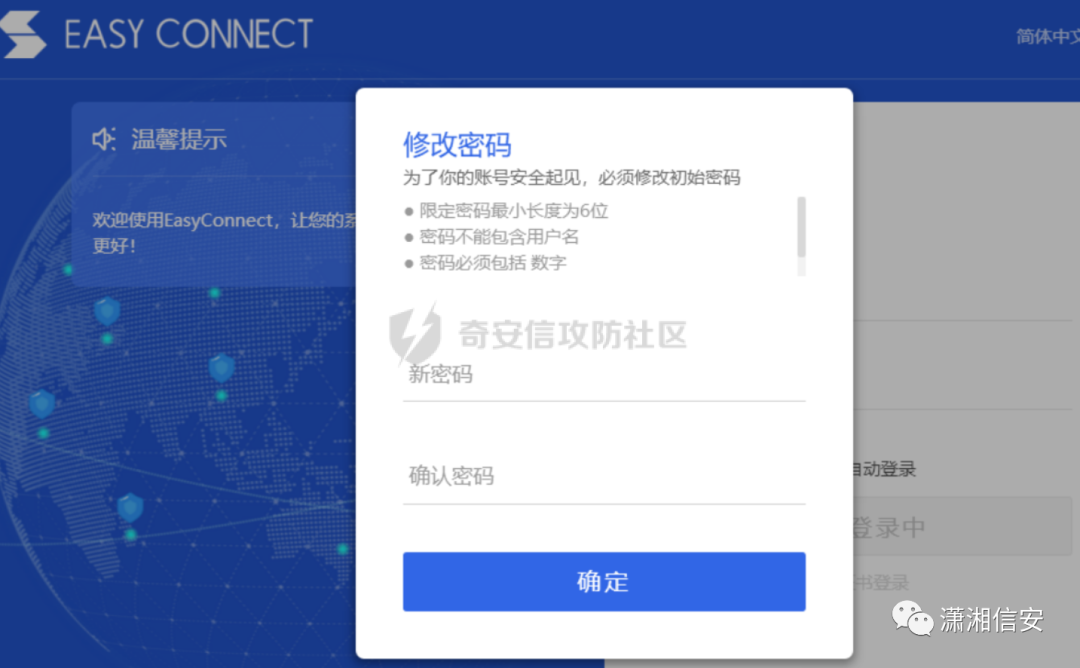 EASY CONNECT
简体中文
温馨提示
欢迎使用EasyConnect，让您的系
更好！
修改密码
为了你的账号安全起见，必须修改初始密码
● 限定密码最小长度为6位
● 密码不能包含用户名
● 密码必须包括 数字
奇安信攻防社区
新密码
确认密码
确定
自动登录
登录中
书登录
潇湘信安